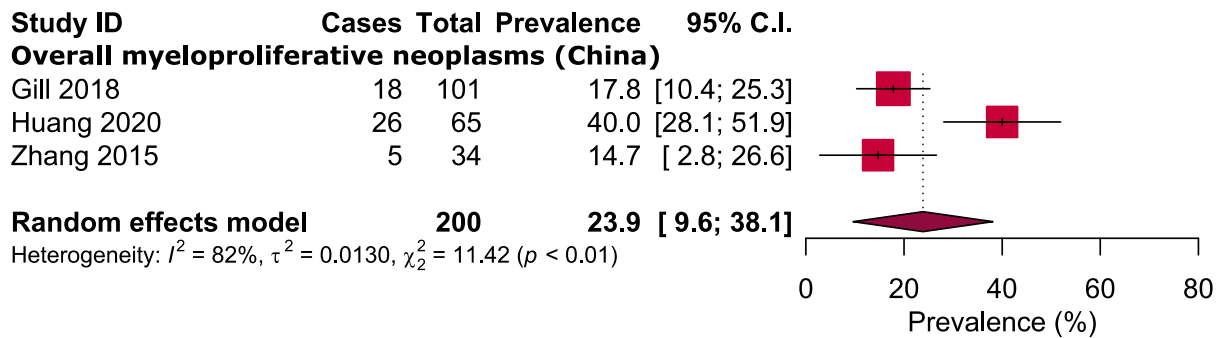 Study ID Cases Total Prevalence 95% C.I.
Overall myeloproliferative neoplasms (China)
Gill 2018 18 101 17.8 [10.4; 25.3]
Huang 2020 26 65 40.0 [28.1; 51.9]
Zhang 2015 5 34 14.7 [ 2.8; 26.6]
Random effects model 200 23.9 [ 9.6; 38.1]
Heterogeneity: I² = 82%, τ² = 0.0130, χ²₂ = 11.42 (p < 0.01)
0 20 40 60 80
Prevalence (%)